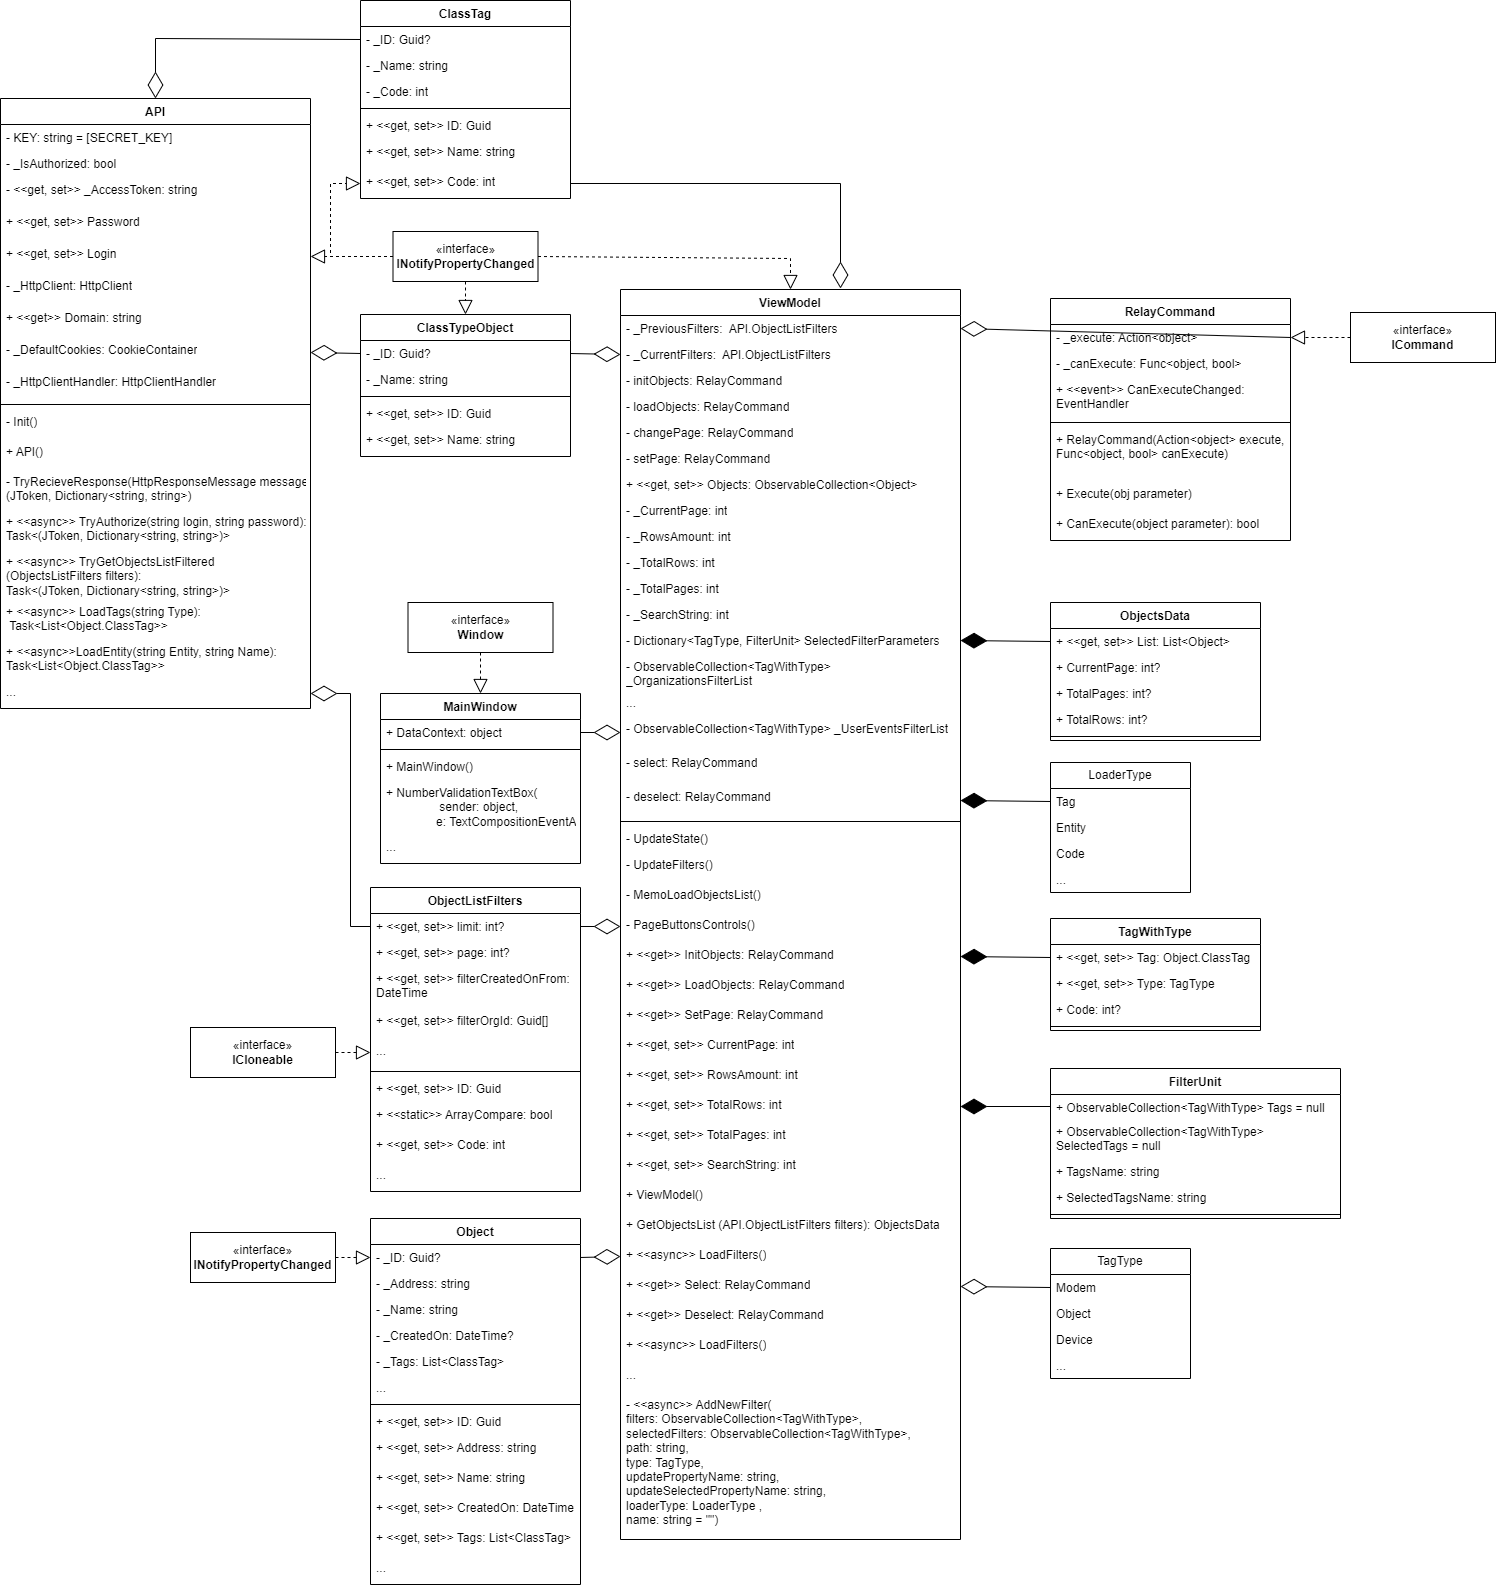 ClassTag
- _ID: Guid?
- _Name: string
- _Code: int
+ <<get, set>> ID: Guid
+ <<get, set>> Name: string
+ <<get, set>> Code: int
API
- KEY: string = [SECRET_KEY]
- _IsAuthorized: bool
- <<get, set>> _AccessToken: string
+ <<get, set>> Password
+ <<get, set>> Login
- _HttpClient: HttpClient
+ <<get>> Domain: string
- _DefaultCookies: CookieContainer
- _HttpClientHandler: HttpClientHandler
- Init()
+ API()
- TryRecieveResponse(HttpResponseMessage message
(JToken, Dictionary<string, string>)
+ <<async>> TryAuthorize(string login, string password):
Task<(JToken, Dictionary<string, string>)>
+ <<async>> TryGetObjectsListFiltered
(ObjectsListFilters filters):
Task<(JToken, Dictionary<string, string>)>
+ <<async>> LoadTags(string Type):
Task<List<Object.ClassTag>>
+ <<async>>LoadEntity(string Entity, string Name):
Task<List<Object.ClassTag>>
...
«interface»
INotifyPropertyChanged
ClassTypeObject
- _ID: Guid?
- _Name: string
+ <<get, set>> ID: Guid
+ <<get, set>> Name: string
«interface»
Window
MainWindow
+ DataContext: object
+ MainWindow()
+ NumberValidationTextBox(
sender: object,
e: TextCompositionEventA
...
ObjectListFilters
+ <<get, set>> limit: int?
+ <<get, set>> page: int?
+ <<get, set>> filterCreatedOnFrom:
DateTime
+ <<get, set>> filterOrgId: Guid[]
...
+ <<get, set>> ID: Guid
+ <<static>> ArrayCompare: bool
+ <<get, set>> Code: int
...
«interface»
ICloneable
«interface»
INotifyPropertyChanged
Object
- _ID: Guid?
- _Address: string
- _Name: string
- _CreatedOn: DateTime?
- _Tags: List<ClassTag>
...
+ <<get, set>> ID: Guid
+ <<get, set>> Address: string
+ <<get, set>> Name: string
+ <<get, set>> CreatedOn: DateTime
+ <<get, set>> Tags: List<ClassTag>
...
ViewModel
- _PreviousFilters:  API.ObjectListFilters
- _CurrentFilters:  API.ObjectListFilters
- initObjects: RelayCommand
- loadObjects: RelayCommand
- changePage: RelayCommand
- setPage: RelayCommand
+ <<get, set>> Objects: ObservableCollection<Object>
- _CurrentPage: int
- _RowsAmount: int
- _TotalRows: int
- _TotalPages: int
- _SearchString: int
- Dictionary<TagType, FilterUnit> SelectedFilterParameters
- ObservableCollection<TagWithType>
_OrganizationsFilterList
...
- ObservableCollection<TagWithType> _UserEventsFilterList
- select: RelayCommand
- deselect: RelayCommand
- UpdateState()
- UpdateFilters()
- MemoLoadObjectsList()
- PageButtonsControls()
+ <<get>> InitObjects: RelayCommand
+ <<get>> LoadObjects: RelayCommand
+ <<get>> SetPage: RelayCommand
+ <<get, set>> CurrentPage: int
+ <<get, set>> RowsAmount: int
+ <<get, set>> TotalRows: int
+ <<get, set>> TotalPages: int
+ <<get, set>> SearchString: int
+ ViewModel()
+ GetObjectsList (API.ObjectListFilters filters): ObjectsData
+ <<async>> LoadFilters()
+ <<get>> Select: RelayCommand
+ <<get>> Deselect: RelayCommand
+ <<async>> LoadFilters()
...
- <<async>> AddNewFilter(
filters: ObservableCollection<TagWithType>,
selectedFilters: ObservableCollection<TagWithType>,
path: string,
type: TagType,
updatePropertyName: string,
updateSelectedPropertyName: string,
loaderType: LoaderType ,
name: string = "")
RelayCommand
- _execute: Action<object>
- _canExecute: Func<object, bool>
+ <<event>> CanExecuteChanged:
EventHandler
+ RelayCommand(Action<object> execute,
Func<object, bool> canExecute)
+ Execute(obj parameter)
+ CanExecute(object parameter): bool
«interface»
ICommand
ObjectsData
+ <<get, set>> List: List<Object>
+ CurrentPage: int?
+ TotalPages: int?
+ TotalRows: int?
LoaderType
Tag
Entity
Code
...
TagWithType
+ <<get, set>> Tag: Object.ClassTag
+ <<get, set>> Type: TagType
+ Code: int?
FilterUnit
+ ObservableCollection<TagWithType> Tags = null
+ ObservableCollection<TagWithType>
SelectedTags = null
+ TagsName: string
+ SelectedTagsName: string
TagType
Modem
Object
Device
...